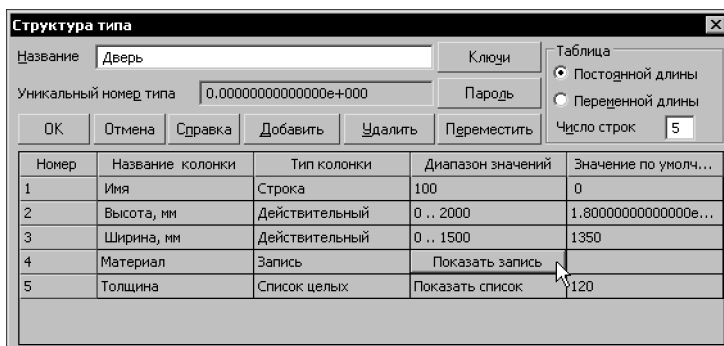 Структура типа
Название Дверь Ключи Таблица
Постоянной длины
Уникальный номер типа 0.00000000000000e+000 Пароль
Переменной длины
OK Отмена Справка Добавить Удалить Переместить Число строк 5
Номер Название колонки Тип колонки Диапазон значений Значение по умолч...
1 Имя Строка 100 0
2 Высота, мм Действительный 0 .. 2000 1.80000000000000e...
3 Ширина, мм Действительный 0 .. 1500 1350
4 Материал Запись Показать запись
5 Толщина Список целых Показать список 120